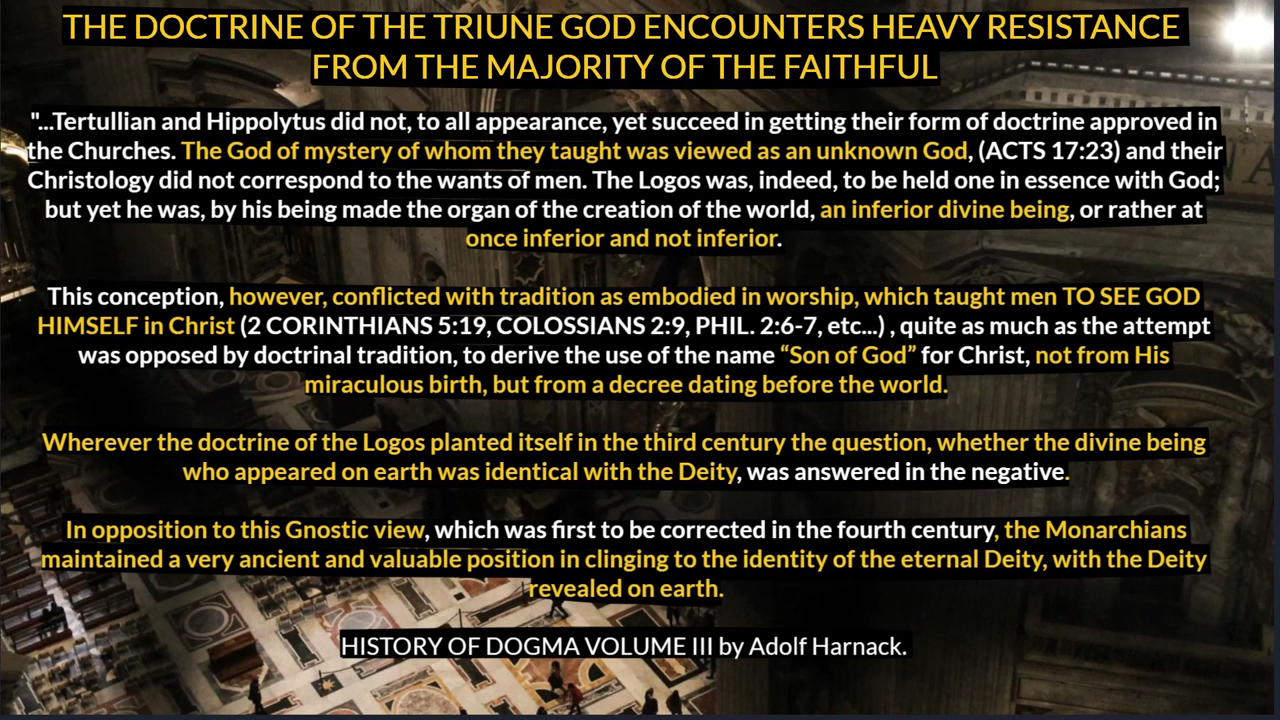 THE DOCTRINE OF THE TRIUNE GOD ENCOUNTERS HEAVY RESISTANCE
FROM THE MAJORITY OF THE FAITHFUL
"...Tertullian and Hippolytus did not, to all appearance, yet succeed in getting their form of doctrine approved in
the Churches. The God of mystery of whom they taught was viewed as an unknown God, (ACTS 17:23) and their
Christology did not correspond to the wants of men. The Logos was, indeed, to be held one in essence with God;
but yet he was, by his being made the organ of the creation of the world, an inferior divine being, or rather at
once inferior and not inferior.
This conception, however, conflicted with tradition as embodied in worship, which taught men TO SEE GOD
HIMSELF in Christ (2 CORINTHIANS 5:19, COLOSSIANS 2:9, PHIL. 2:6-7, etc...) , quite as much as the attempt
was opposed by doctrinal tradition, to derive the use of the name “Son of God” for Christ, not from His
miraculous birth, but from a decree dating before the world.
Wherever the doctrine of the Logos planted itself in the third century the question, whether the divine being
who appeared on earth was identical with the Deity, was answered in the negative.
In opposition to this Gnostic view, which was first to be corrected in the fourth century, the Monarchians
maintained a very ancient and valuable position in clinging to the identity of the eternal Deity, with the Deity
revealed on earth.
HISTORY OF DOGMA VOLUME III by Adolf Harnack.